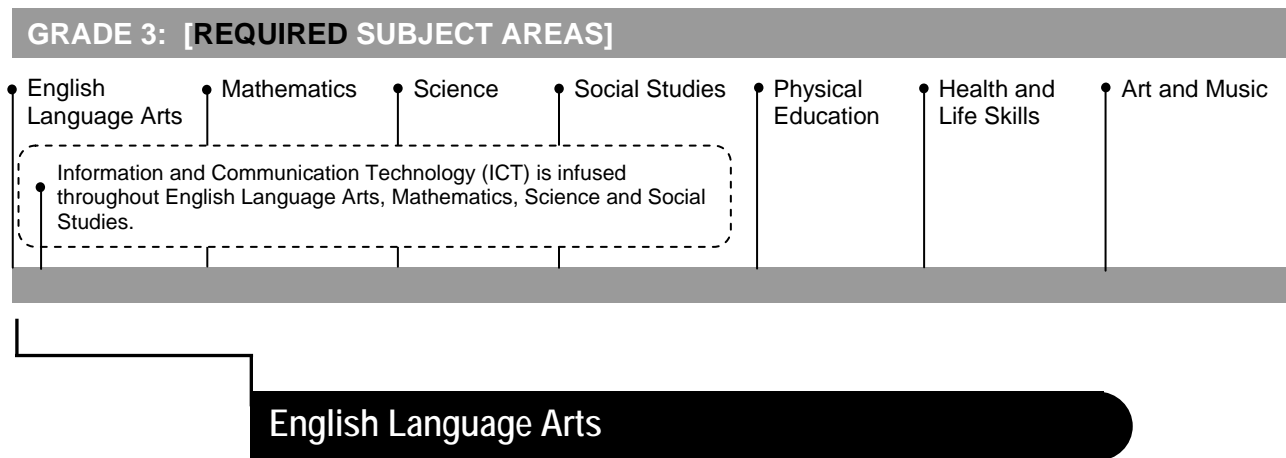 GRADE 3: [REQUIRED SUBJECT AREAS]
English
Language Arts
Mathematics
Science
Social Studies
Physical
Education
Health and
Life Skills
Art and Music
Information and Communication Technology (ICT) is infused
throughout English Language Arts, Mathematics, Science and Social
Studies.
English Language Arts